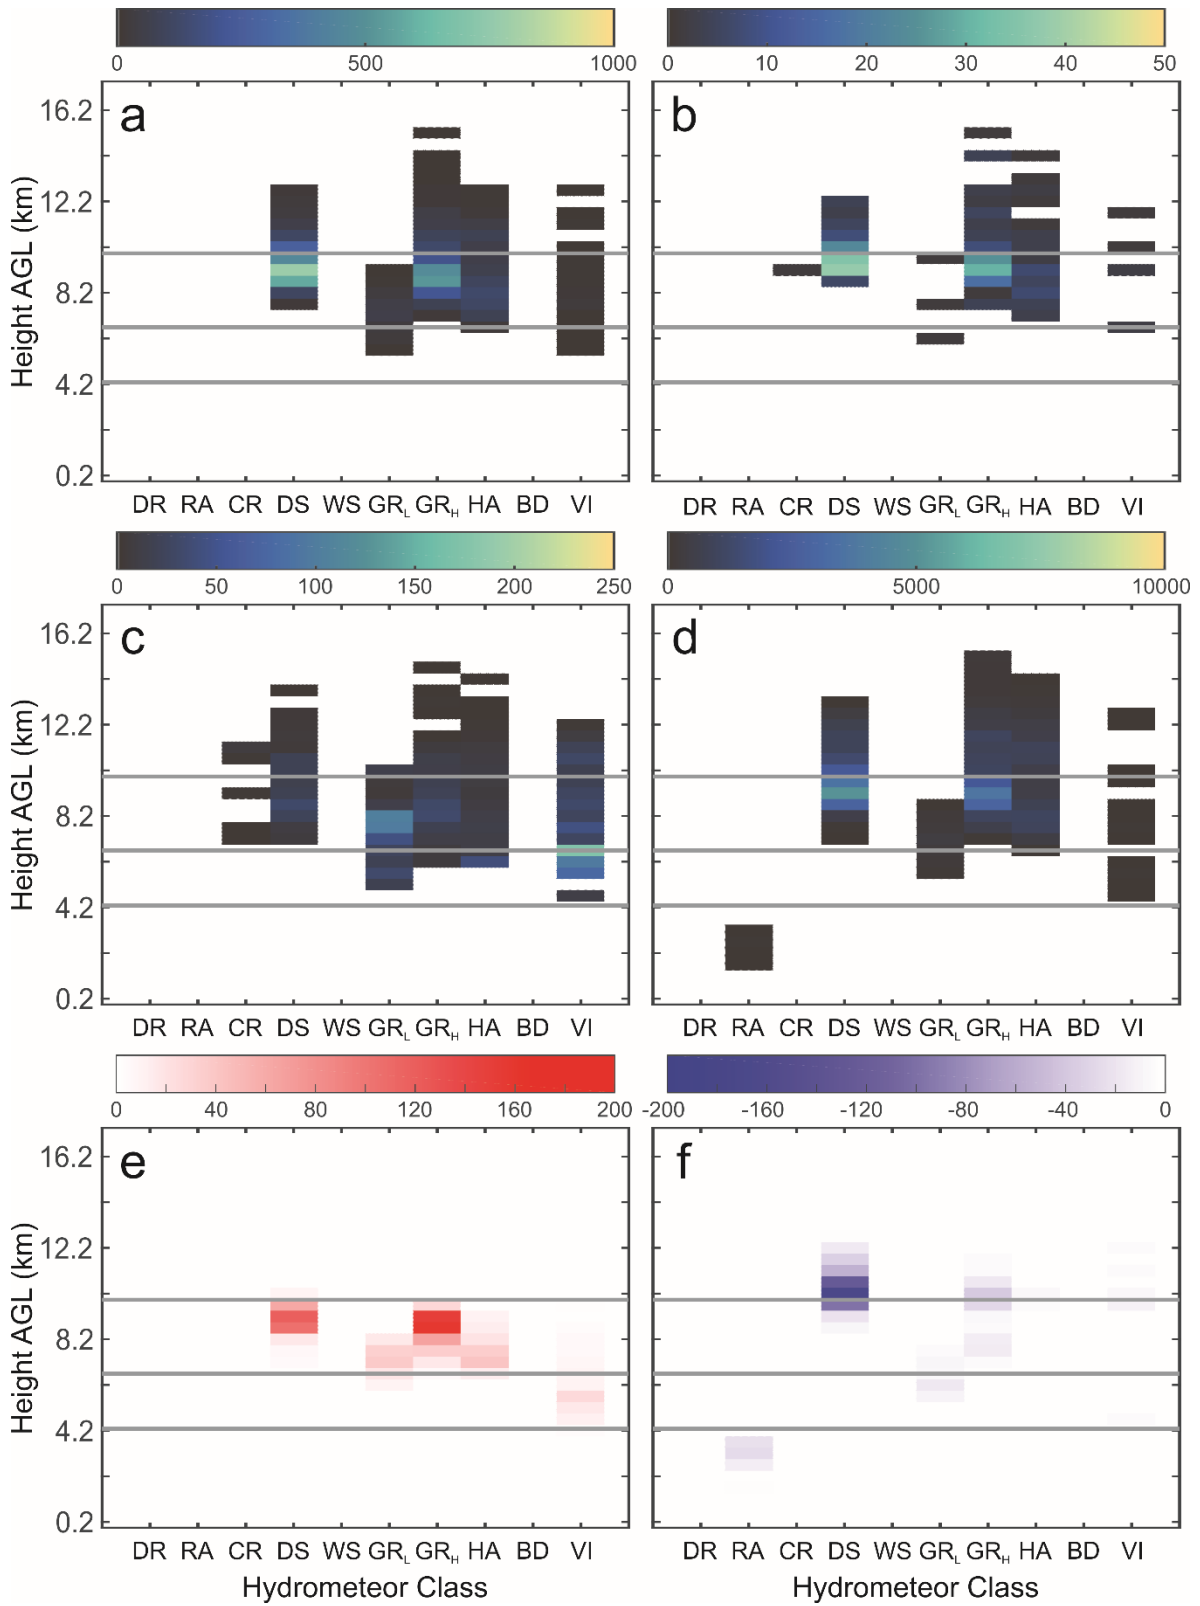 0 500 1000 0 10 20 30 40 50
a b
16.2
12.2
8.2
4.2
0.2
Height AGL (km)
DR RA CR DS WS GRL GRH HA BD VI DR RA CR DS WS GRL GRH HA BD VI
0 50 100 150 200 250 0 5000 10000
c d
16.2
12.2
8.2
4.2
0.2
Height AGL (km)
DR RA CR DS WS GRL GRH HA BD VI DR RA CR DS WS GRL GRH HA BD VI
0 40 80 120 160 200 -200 -160 -120 -80 -40 0
e f
16.2
12.2
8.2
4.2
0.2
Height AGL (km)
DR RA CR DS WS GRL GRH HA BD VI DR RA CR DS WS GRL GRH HA BD VI
Hydrometeor Class Hydrometeor Class